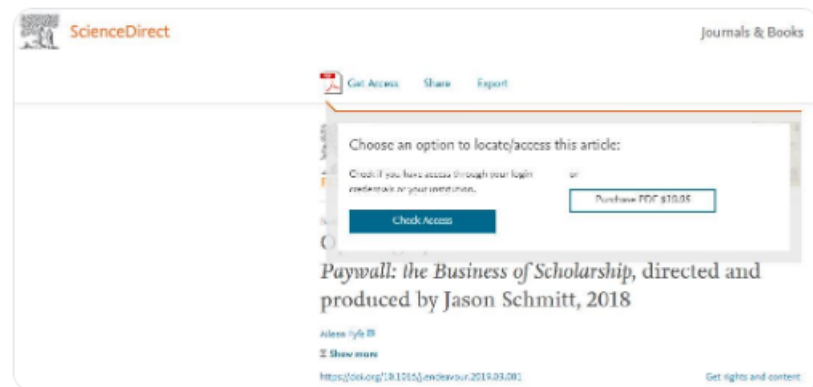 ScienceDirect
Journals & Books
Get Access Share Export
Choose an option to locate/access this article:
Check if you have access through your login
credentials or your institution.
Check Access
or
Purchase PDF
Paywall: the Business of Scholarship, directed and
produced by Jason Schmitt, 2018
Aileen Fyfe
Show more
https://doi.org/10.1016/j.endeavour.2019.03.001
Get rights and content